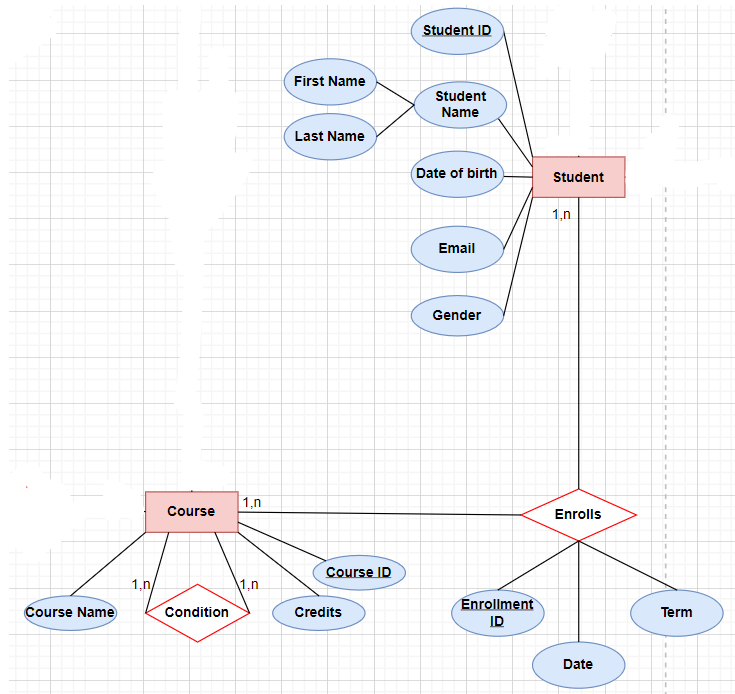 Student ID
First Name
Student
Name
Last Name
Date of birth
Student
1,n
Email
Gender
Course
1,n
Enrolls
Course ID
1,n
1,n
Course Name
Condition
Credits
Enrollment
ID
Term
Date